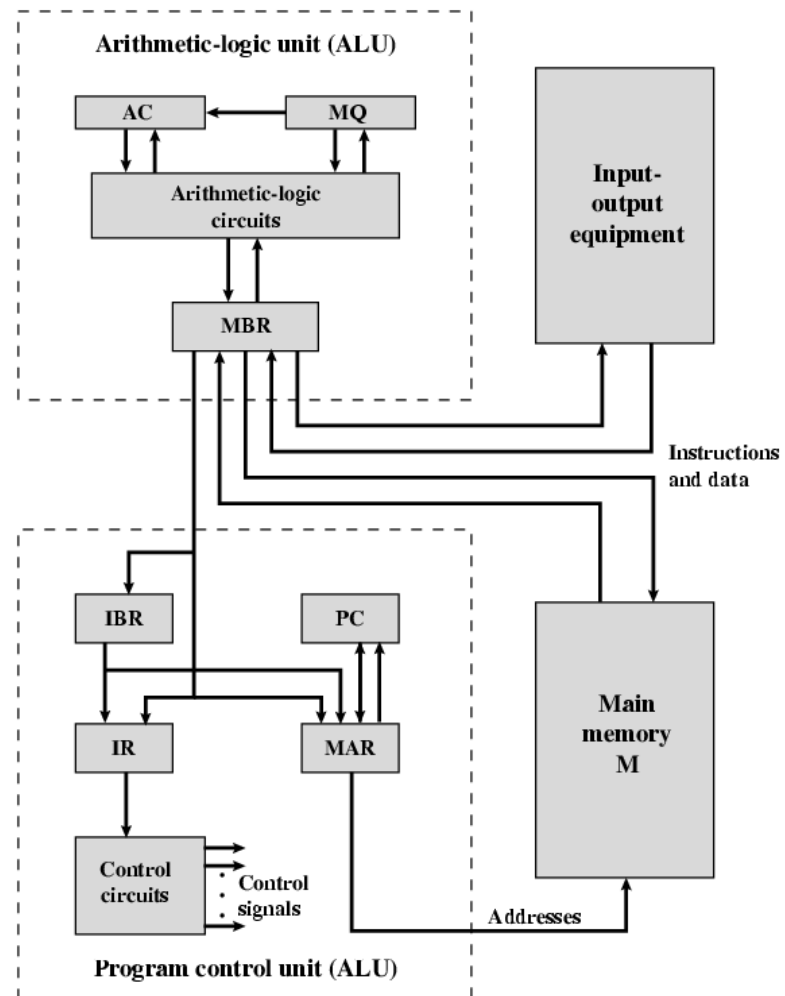 Arithmetic-logic unit (ALU)
AC
MQ
Arithmetic-logic
circuits
MBR
Input-
output
equipment
Instructions
and data
IBR
PC
IR
MAR
Main
memory
M
Control
circuits
Control
signals
Addresses
Program control unit (ALU)